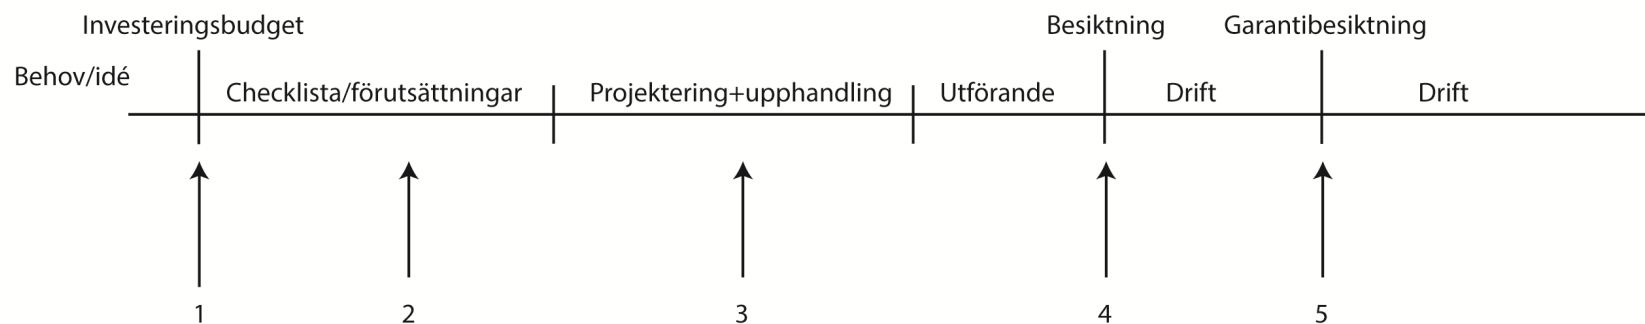 Investeringsbudget
Besiktning
Garantibesiktning
Behov/idé
Checklista/förutsättningar
Projektering+upphandling
Utförande
Drift
Drift
1
2
3
4
5